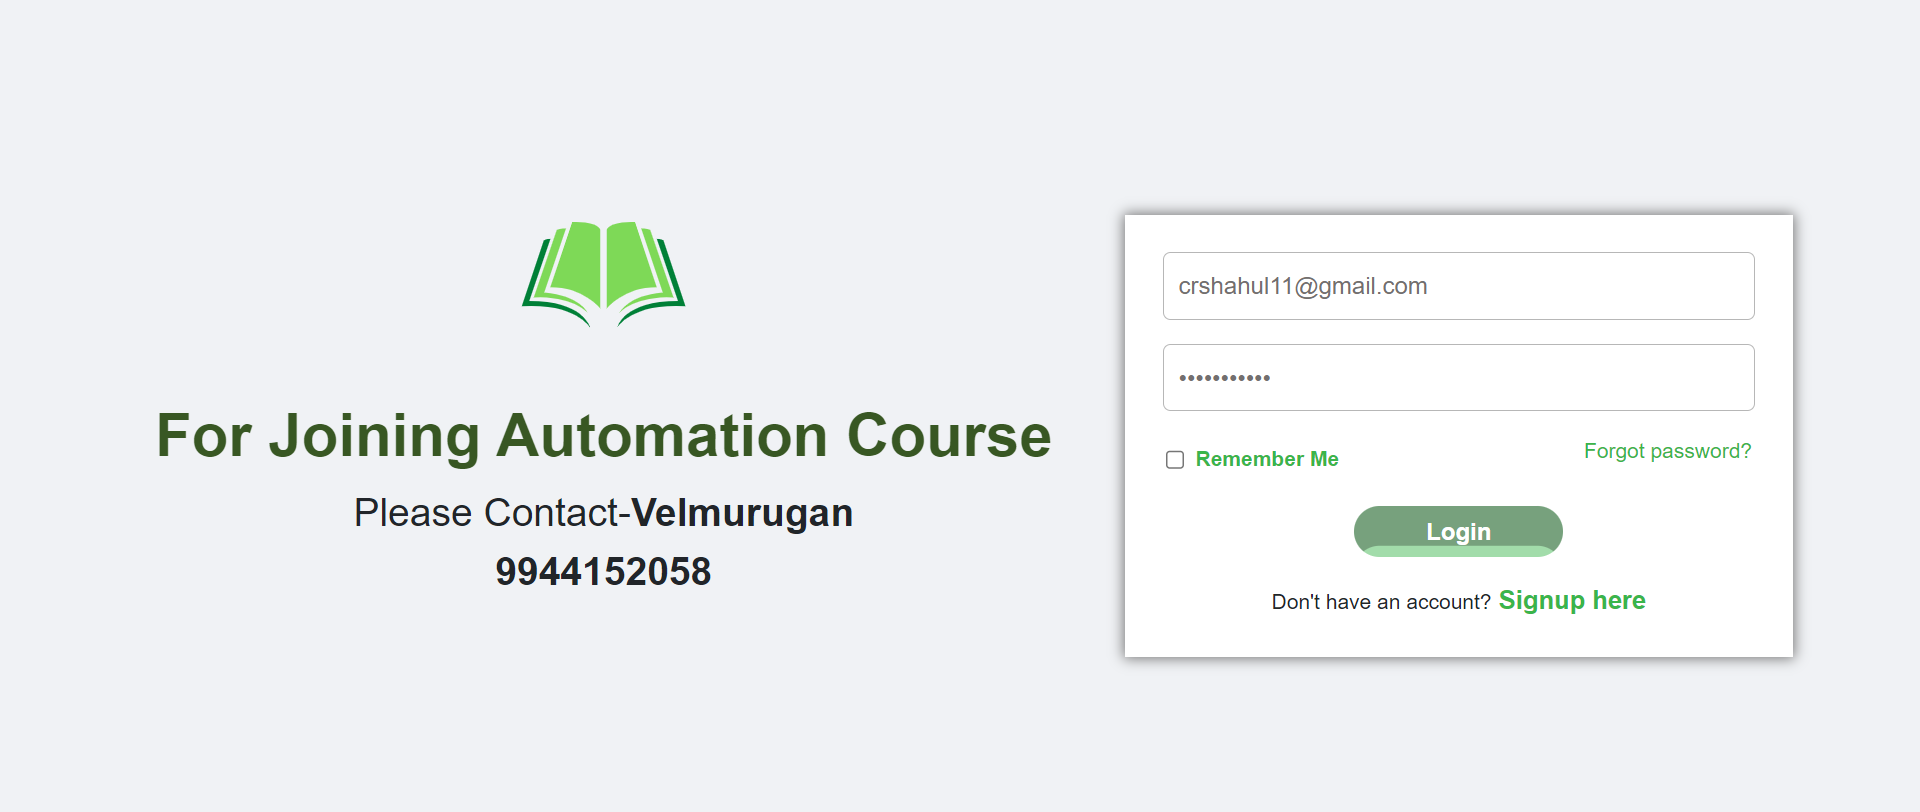 For Joining Automation Course
Please Contact-Velmurugan
9944152058
crshahul11@gmail.com
•••••••••••
Remember Me
Forgot password?
Login
Don't have an account? Signup here